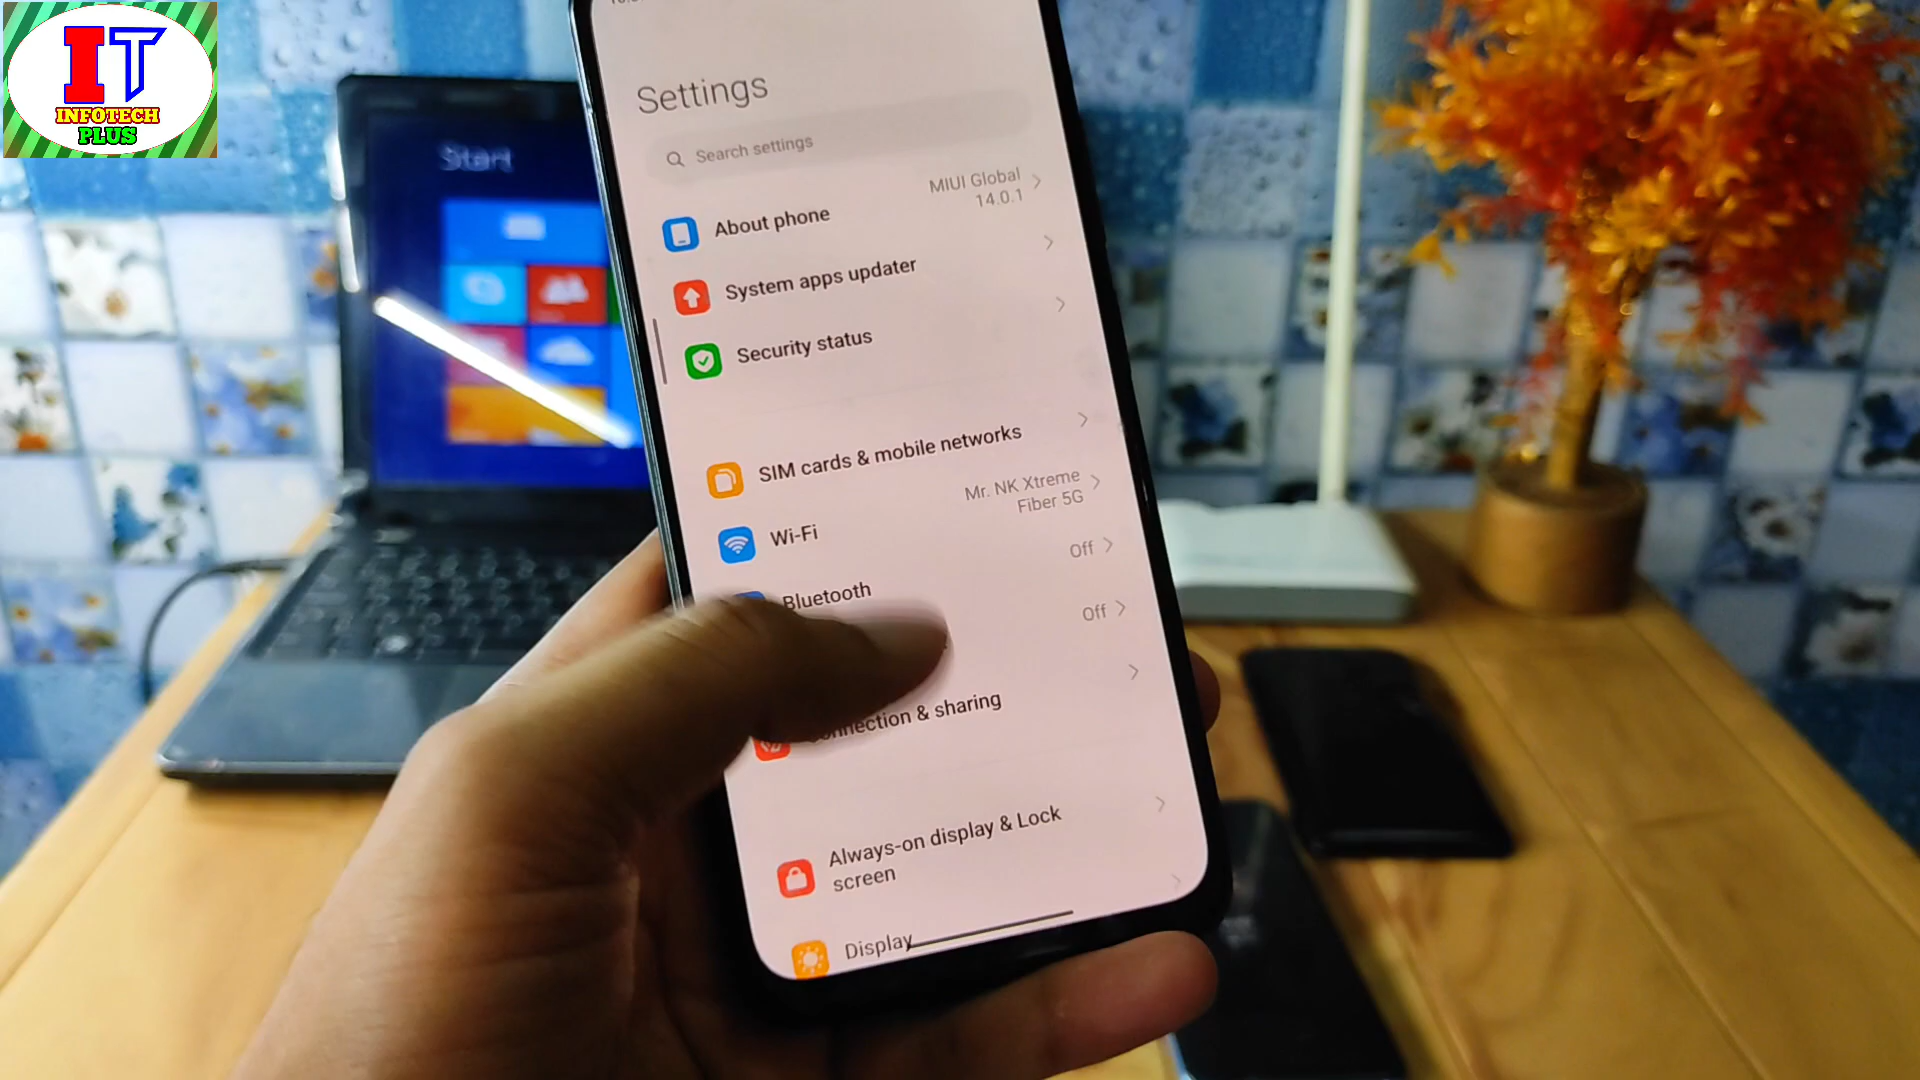 IT
INFOTECH
PLUS
Start
Settings
Search settings
About phone
MIUI Global
14.0.1
System apps updater
Security status
SIM cards & mobile networks
Wi-Fi
Mr. NK Xtreme
Fiber 5G
Bluetooth
Off
Off
& sharing
Always-on display & Lock
screen
Display